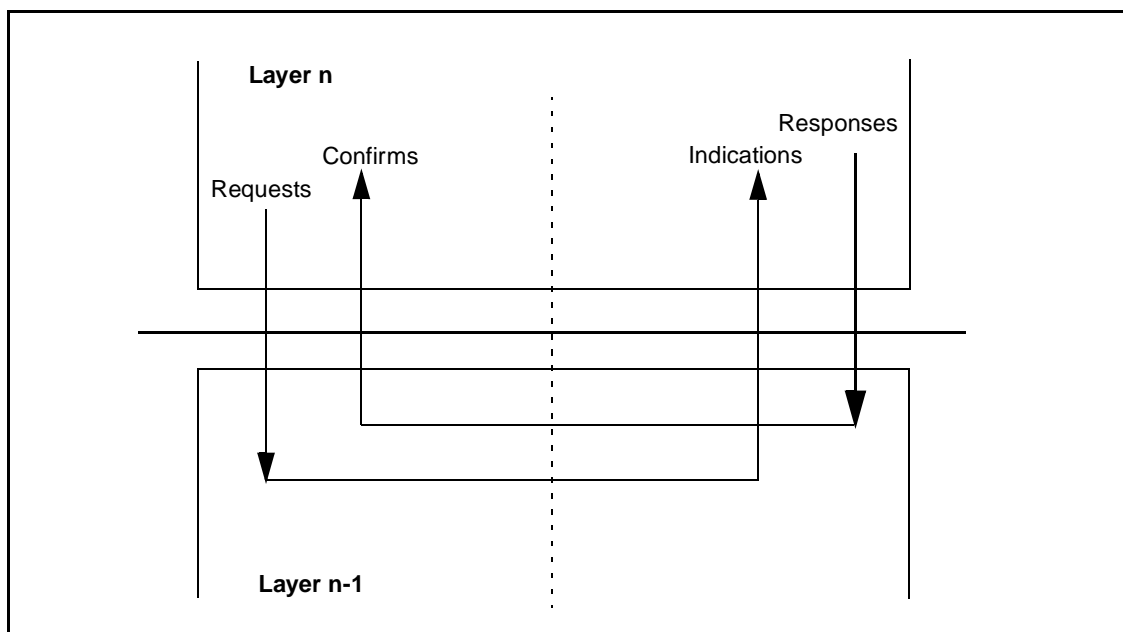 Layer n
Responses
Confirms
Indications
Requests
Layer n-1